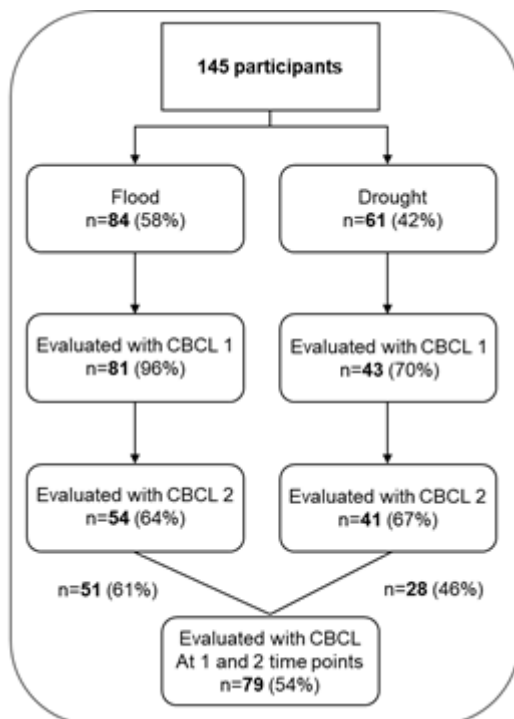 145 participants
Flood
n=84 (58%)
Drought
n=61 (42%)
Evaluated with CBCL 1
n=81 (96%)
Evaluated with CBCL 1
n=43 (70%)
Evaluated with CBCL 2
n=54 (64%)
Evaluated with CBCL 2
n=41 (67%)
n=51 (61%)
n=28 (46%)
Evaluated with CBCL
At 1 and 2 time points
n=79 (54%)